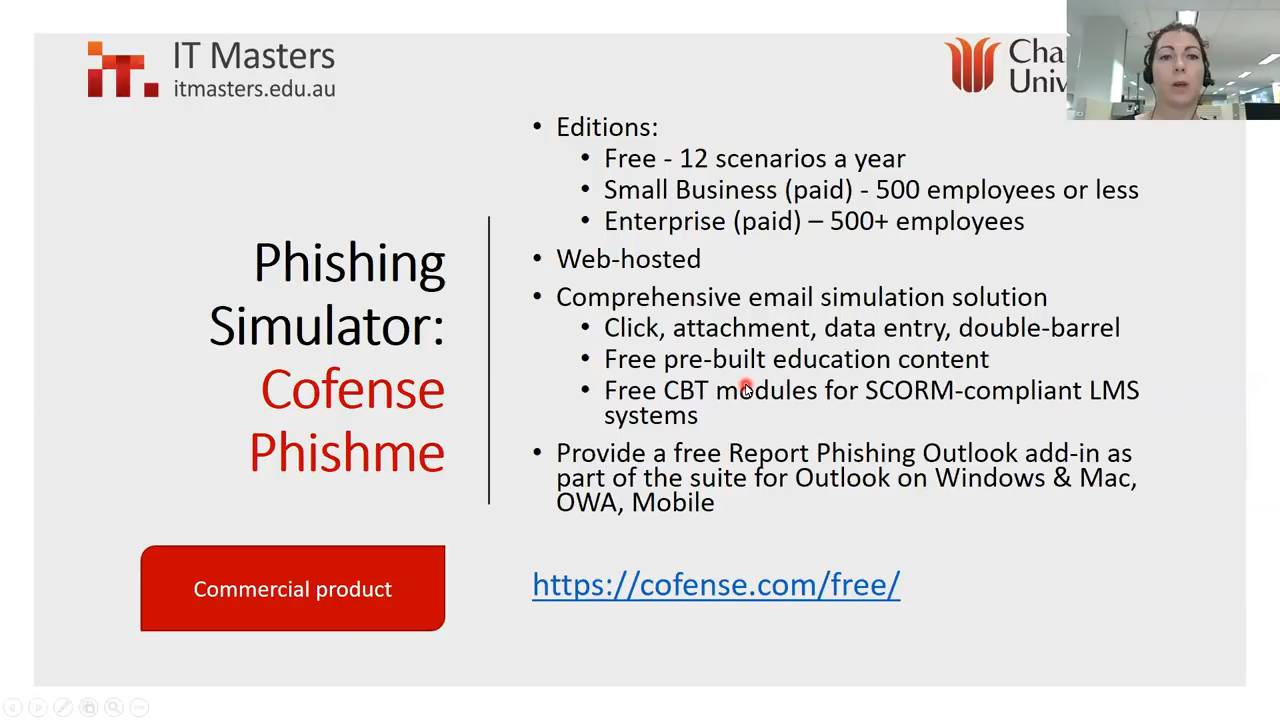 IT Masters
itmasters.edu.au
• Editions:
• Free - 12 scenarios a year
• Small Business (paid) - 500 employees or less
• Enterprise (paid) – 500+ employees
• Web-hosted
• Comprehensive email simulation solution
• Click, attachment, data entry, double-barrel
• Free pre-built education content
• Free CBT modules for SCORM-compliant LMS
systems
• Provide a free Report Phishing Outlook add-in as
part of the suite for Outlook on Windows & Mac,
OWA, Mobile
Phishing
Simulator:
Cofense
Phishme
Commercial product
https://cofense.com/free/